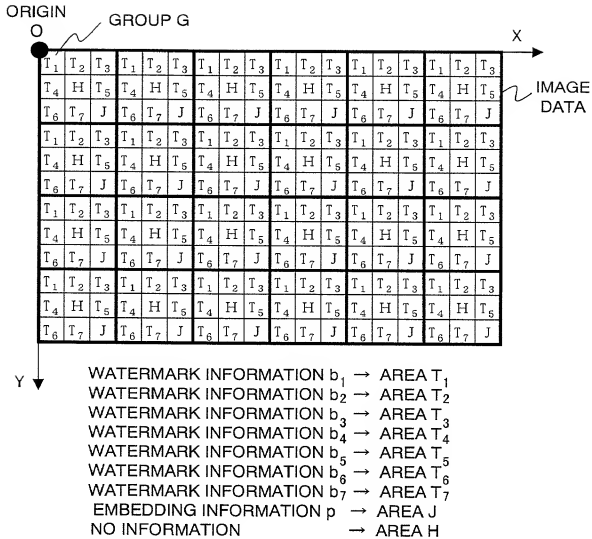 ORIGIN
O
GROUP G
X
T₁ T₂ T₃ T₁ T₂ T₃ T₁ T₂ T₃ T₁ T₂ T₃ T₁ T₂ T₃ T₁ T₂ T₃
T₄ H T₅ T₄ H T₅ T₄ H T₅ T₄ H T₅ T₄ H T₅ T₄ H T₅
T₆ T₇ J T₆ T₇ J T₆ T₇ J T₆ T₇ J T₆ T₇ J T₆ T₇ J
T₁ T₂ T₃ T₁ T₂ T₃ T₁ T₂ T₃ T₁ T₂ T₃ T₁ T₂ T₃ T₁ T₂ T₃
T₄ H T₅ T₄ H T₅ T₄ H T₅ T₄ H T₅ T₄ H T₅ T₄ H T₅
T₆ T₇ J T₆ T₇ J T₆ T₇ J T₆ T₇ J T₆ T₇ J T₆ T₇ J
T₁ T₂ T₃ T₁ T₂ T₃ T₁ T₂ T₃ T₁ T₂ T₃ T₁ T₂ T₃ T₁ T₂ T₃
T₄ H T₅ T₄ H T₅ T₄ H T₅ T₄ H T₅ T₄ H T₅ T₄ H T₅
T₆ T₇ J T₆ T₇ J T₆ T₇ J T₆ T₇ J T₆ T₇ J T₆ T₇ J
T₁ T₂ T₃ T₁ T₂ T₃ T₁ T₂ T₃ T₁ T₂ T₃ T₁ T₂ T₃ T₁ T₂ T₃
T₄ H T₅ T₄ H T₅ T₄ H T₅ T₄ H T₅ T₄ H T₅ T₄ H T₅
T₆ T₇ J T₆ T₇ J T₆ T₇ J T₆ T₇ J T₆ T₇ J T₆ T₇ J
IMAGE
DATA
Y
WATERMARK INFORMATION b₁ → AREA T₁
WATERMARK INFORMATION b₂ → AREA T₂
WATERMARK INFORMATION b₃ → AREA T₃
WATERMARK INFORMATION b₄ → AREA T₄
WATERMARK INFORMATION b₅ → AREA T₅
WATERMARK INFORMATION b₆ → AREA T₆
WATERMARK INFORMATION b₇ → AREA T₇
EMBEDDING INFORMATION p → AREA J
NO INFORMATION → AREA H